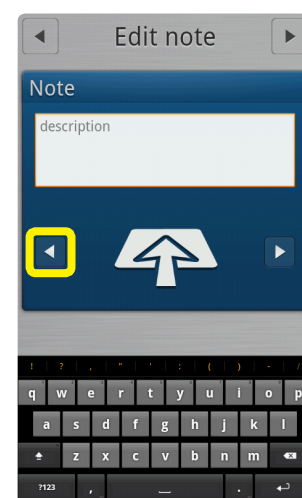 Edit note
Note
description
! ? , " ' : ( ) - /
q w e r t y u i o p
a s d f g h j k l
z x c v b n m
?123 , .